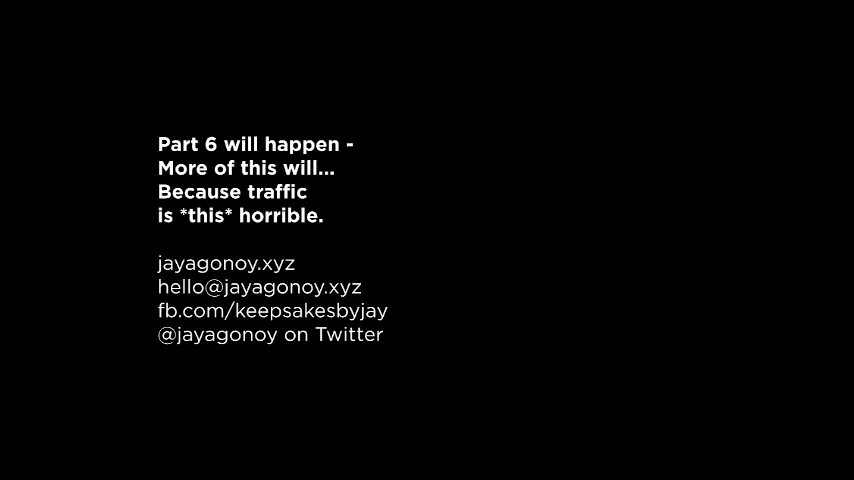 Part 6 will happen -
More of this will...
Because traffic
is *this* horrible.
jayagonoy.xyz
hello@jayagonoy.xyz
fb.com/keepsakesbyjay
@jayagonoy on Twitter